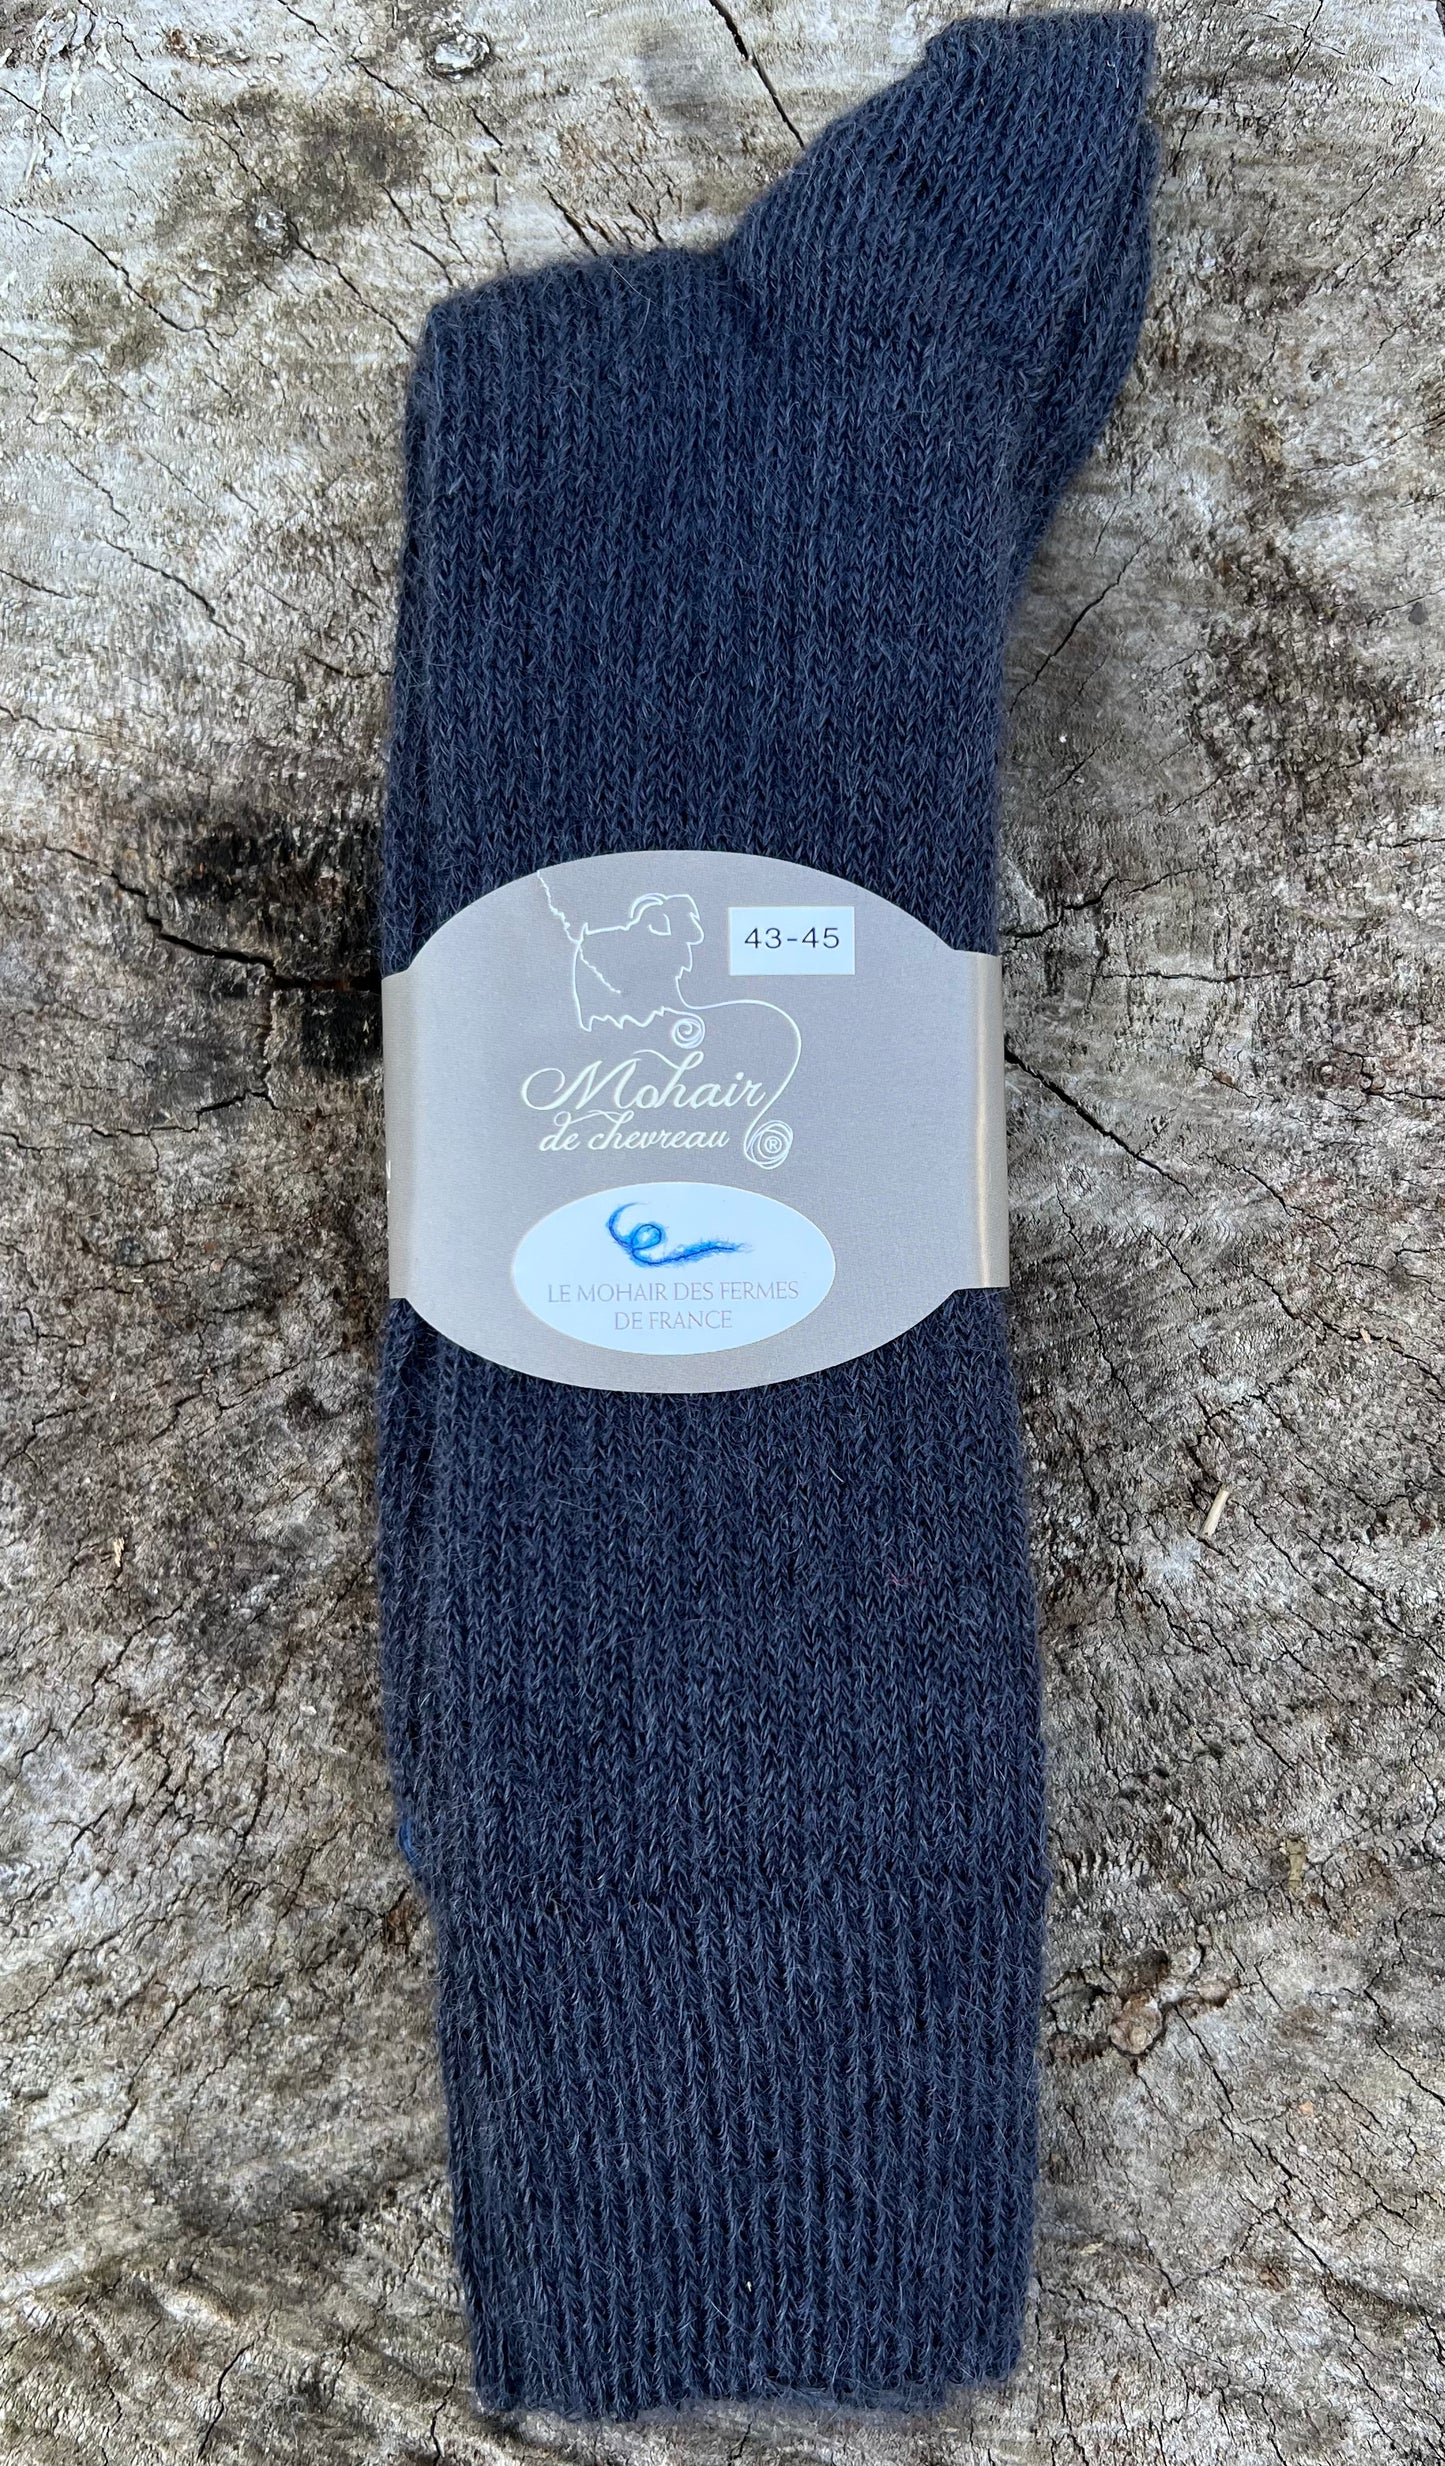 43-45
Mohair
de chevreau ®
LE MOHAIR DES FERMES
DE FRANCE